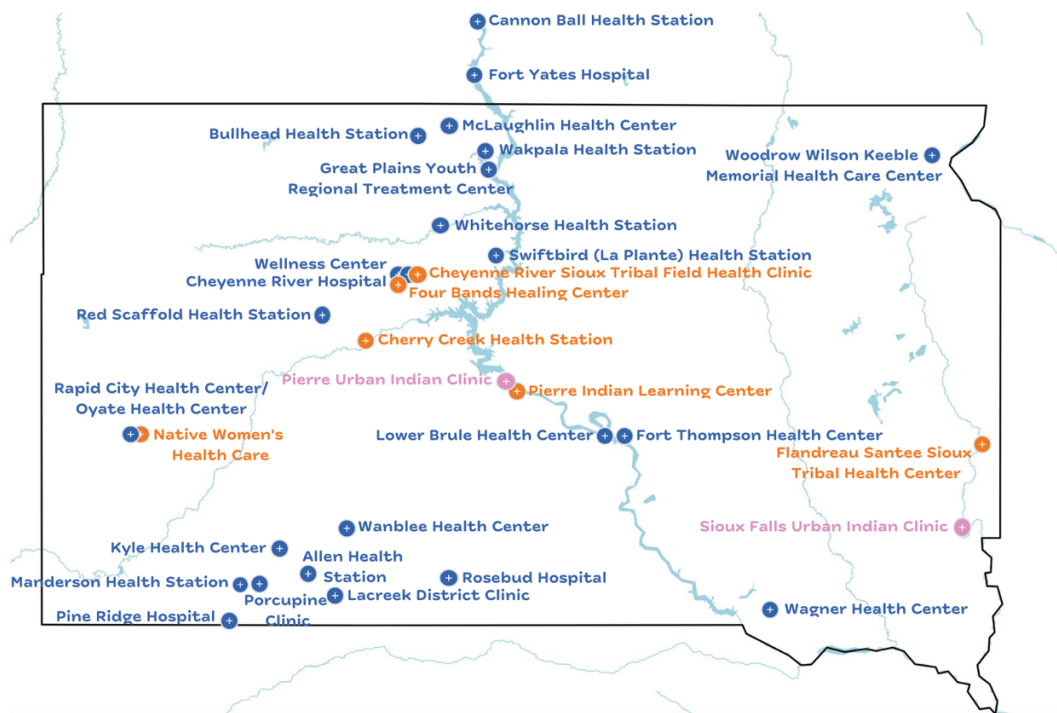 Cannon Ball Health Station
Fort Yates Hospital
McLaughlin Health Center
Bullhead Health Station
Wakpala Health Station
Woodrow Wilson Keeble
Memorial Health Care Center
Great Plains Youth
Regional Treatment Center
Whitehorse Health Station
Swiftbird (La Plante) Health Station
Wellness Center
Cheyenne River Sioux Tribal Field Health Clinic
Cheyenne River Hospital
Four Bands Healing Center
Red Scaffold Health Station
Cherry Creek Health Station
Pierre Urban Indian Clinic
Pierre Indian Learning Center
Rapid City Health Center/
Oyate Health Center
Native Women's
Health Care
Lower Brule Health Center
Fort Thompson Health Center
Flandreau Santee Sioux
Tribal Health Center
Sioux Falls Urban Indian Clinic
Wanblee Health Center
Kyle Health Center
Allen Health
Station
Manderson Health Station
Porcupine
Clinic
Rosebud Hospital
Lacreek District Clinic
Pine Ridge Hospital
Wagner Health Center